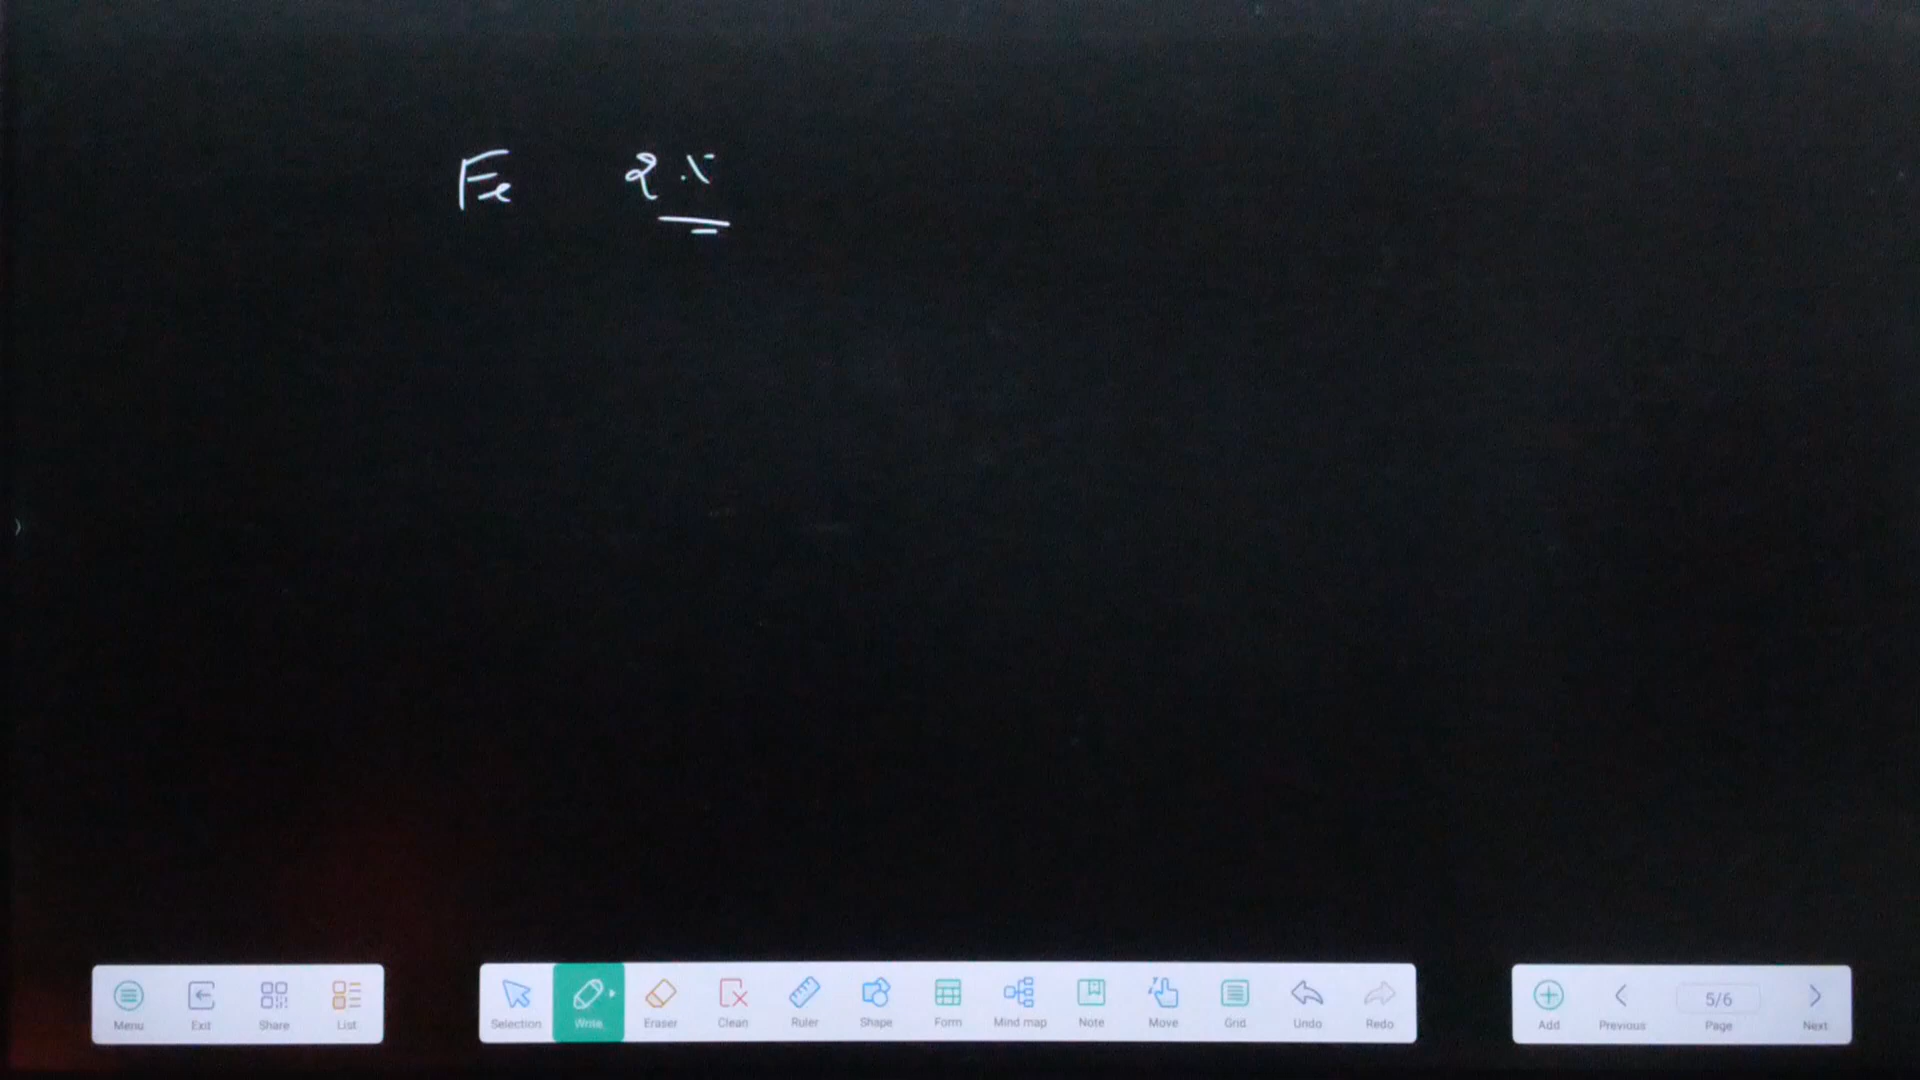 Fe 2
Menu Exit Share List Selection Write Eraser Clean Ruler Shape Form Mind map Note Move Grid Undo Redo Add Previous 5/6 Page Next